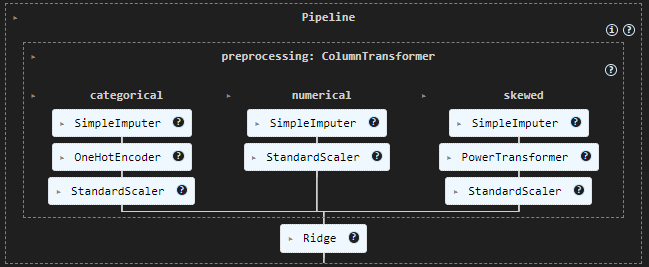 Pipeline
i ?
preprocessing: ColumnTransformer
?
categorical numerical skewed
SimpleImputer ? SimpleImputer ? SimpleImputer ?
OneHotEncoder ? StandardScaler ? PowerTransformer ?
StandardScaler ? StandardScaler ?
Ridge ?